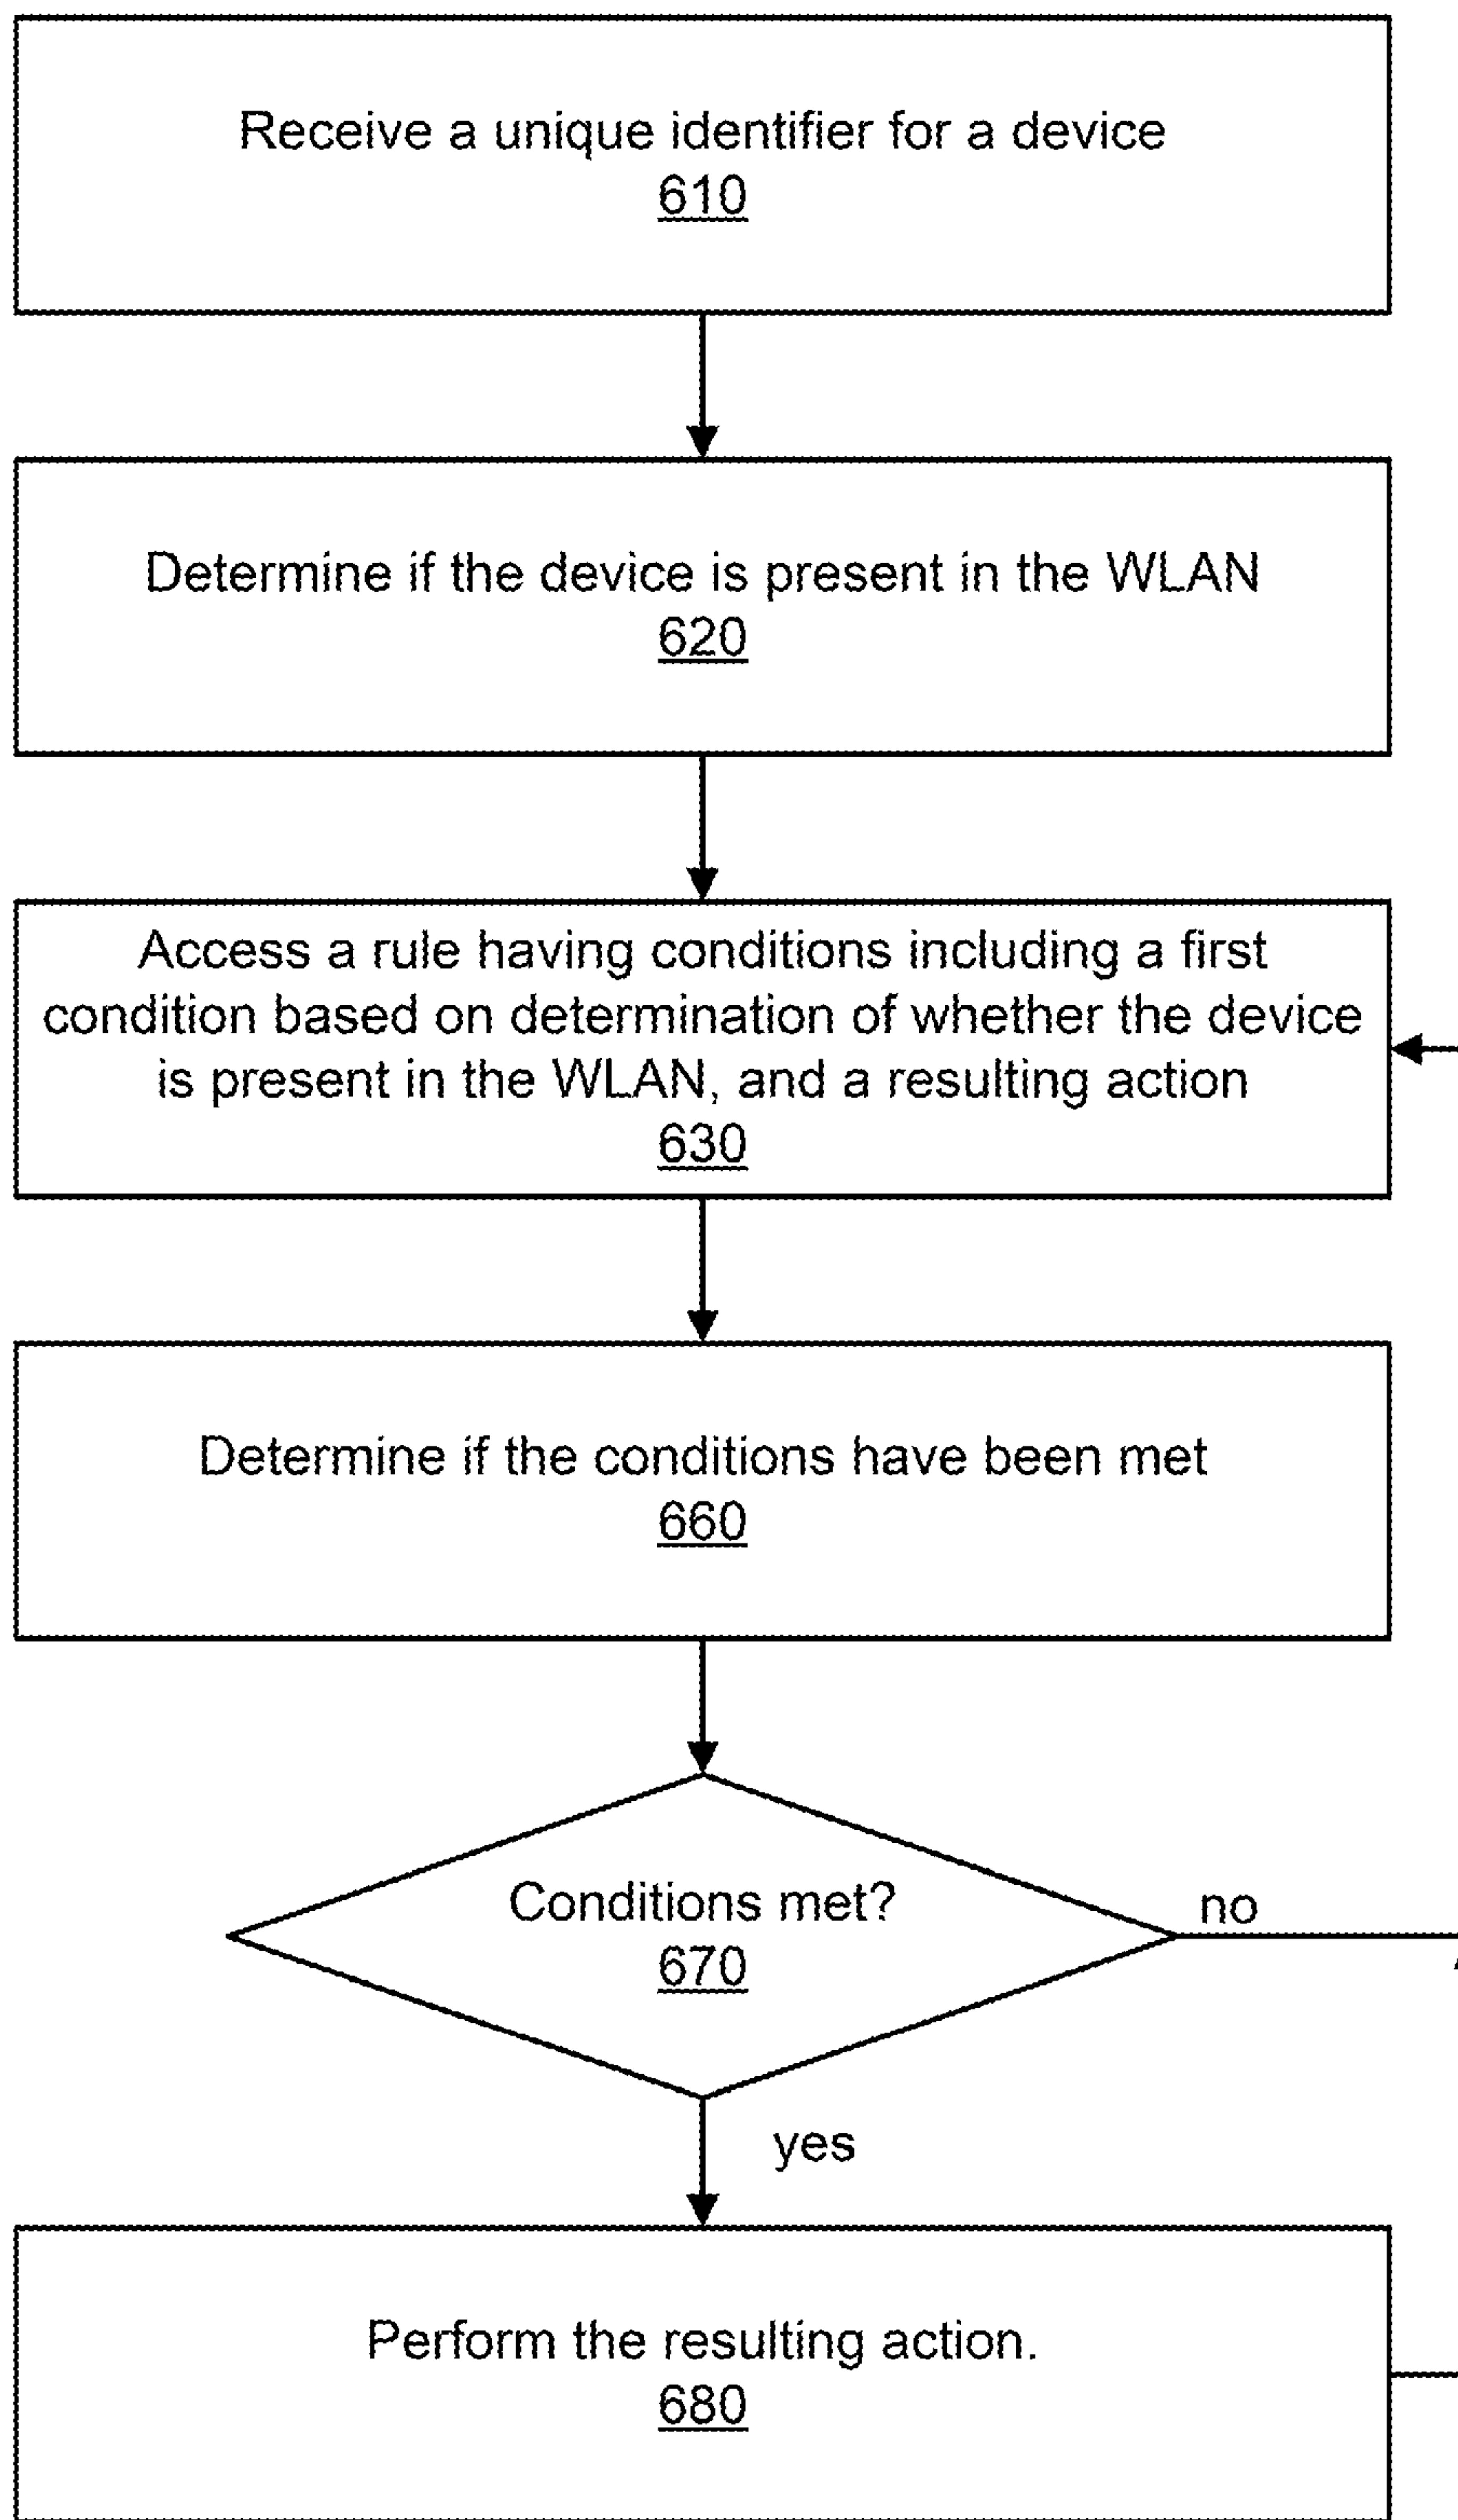 Receive a unique identifier for a device
610
Determine if the device is present in the WLAN
620
Access a rule having conditions including a first
condition based on determination of whether the device
is present in the WLAN, and a resulting action
630
Determine if the conditions have been met
660
Conditions met?
670
no
yes
Perform the resulting action.
680